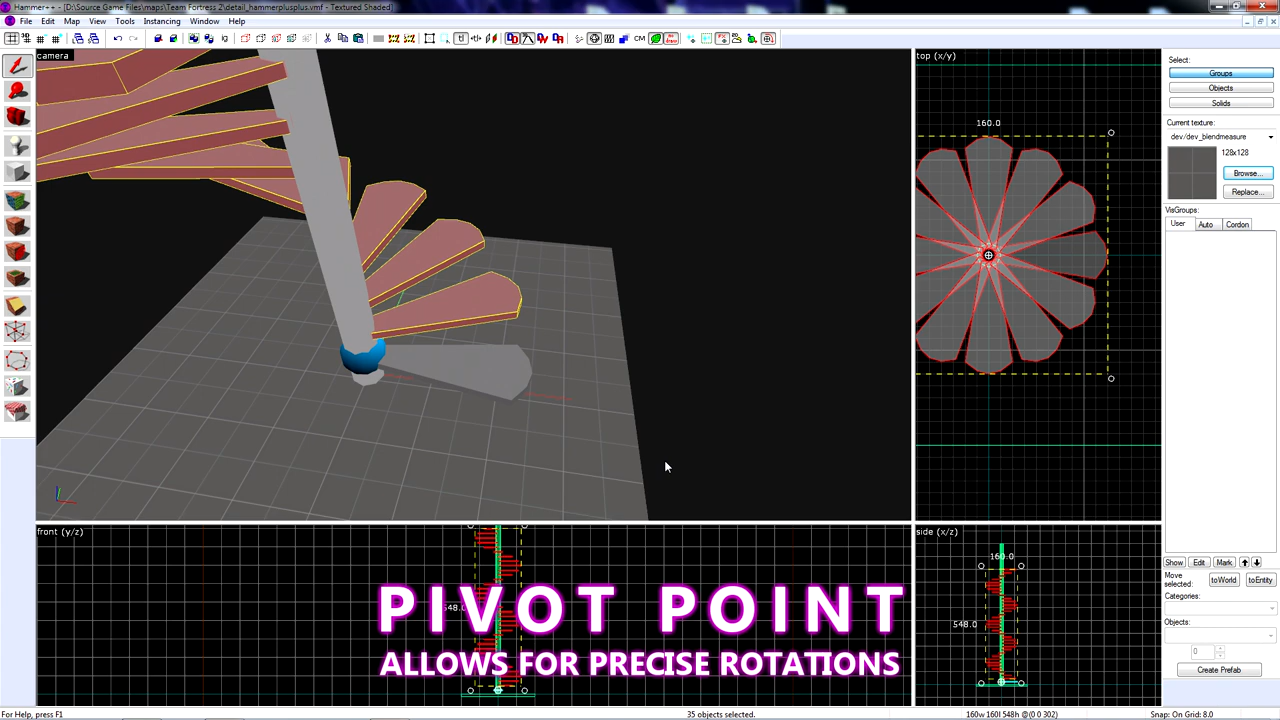 Hammer++ - [D:\Source Game Files\maps\Team Fortress 2\detail_hammerplusplus.vmf - Textured Shaded]
File Edit Map View Tools Instancing Window Help
CM
camera
top (x/y)
160.0
Select:
Groups
Objects
Solids
Current texture:
dev/dev_blendmeasure
128x128
Browse...
Replace...
VisGroups:
User Auto Cordon
front (y/z)
548.0
side (x/z)
160.0
548.0
PIVOT POINT
ALLOWS FOR PRECISE ROTATIONS
Show Edit Mark
Move selected
toWorld toEntity
Categories:
Objects:
0
Create Prefab
For Help, press F1
35 objects selected.
160w 160l 548h @(0 0 302)
Snap: On Grid: 8.0